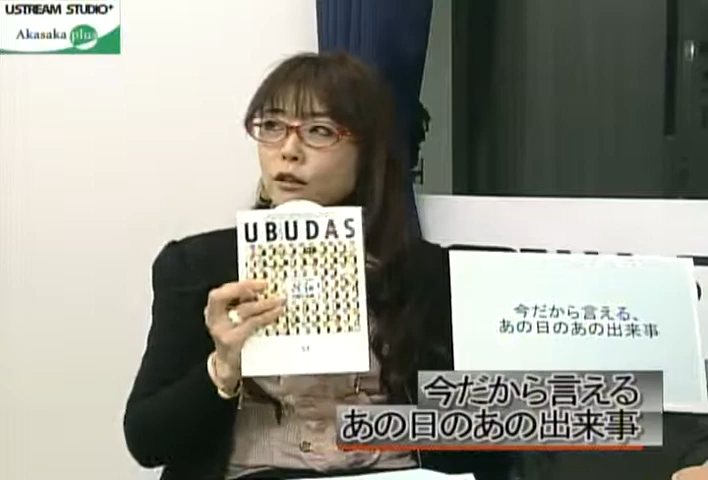 USTREAM STUDIO+
Akasaka plus
UBUDAS
今だから言える、
あの日のあの出来事
今だから言える
あの日のあの出来事